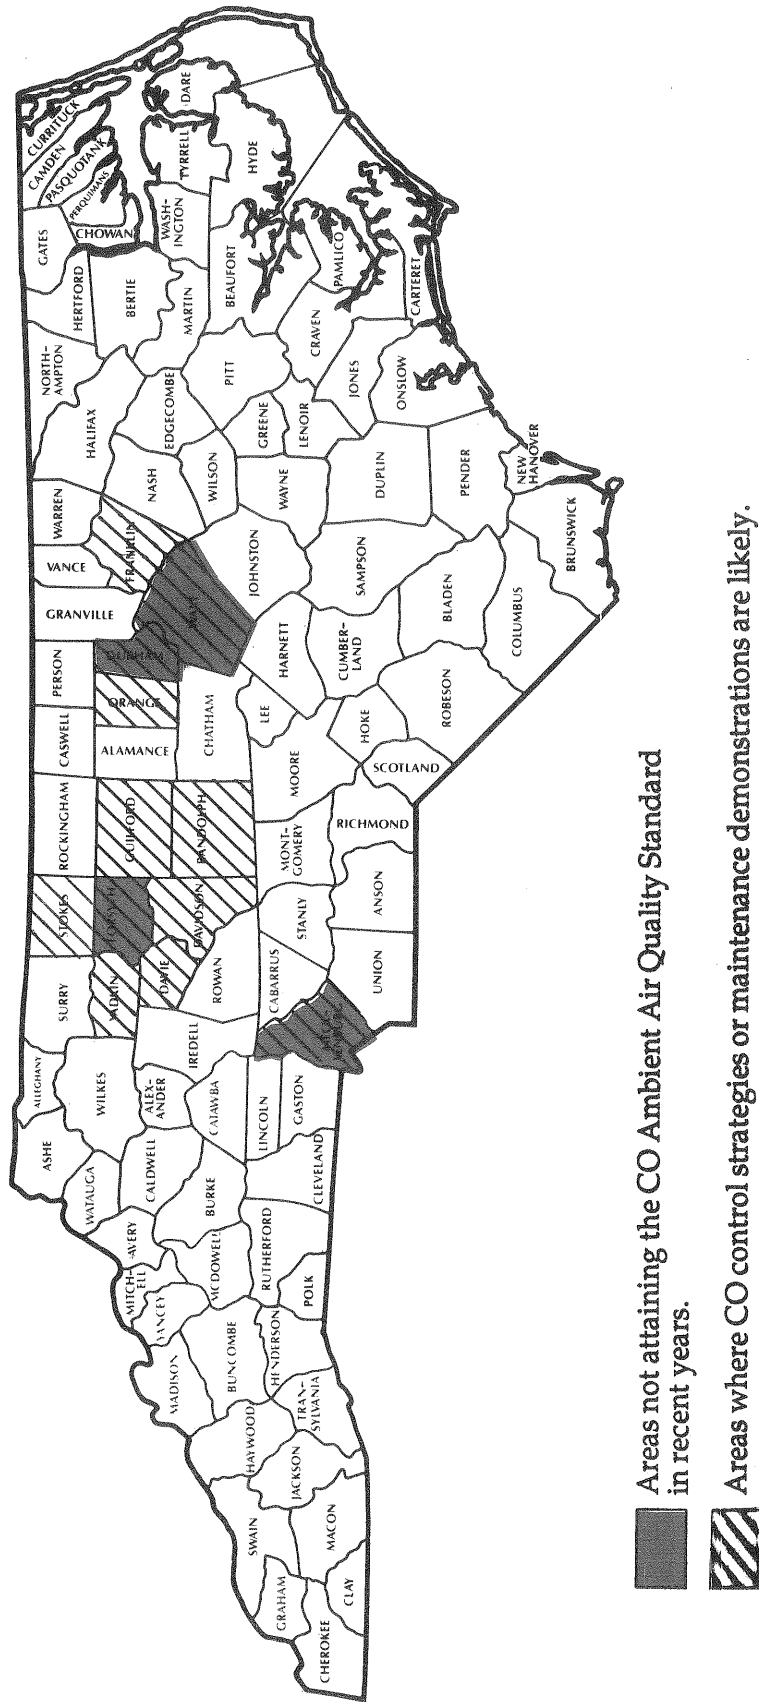 CURRITUCK
CAMDEN
PASQUOTANK
PERQUIMANS
GATES
CHOWAN
HERTFORD
BERTIE
NORTH-
AMPTON
HALIFAX
WARREN
VANCE
GRANVILLE
PERSON
CASWELL
ROCKINGHAM
STOKES
SURRY
ALLEGHANY
ASHE
WATAUGA
WILKES
YADKIN
FORSYTH
GUILFORD
ALAMANCE
ORANGE
DURHAM
FRANKLIN
NASH
EDGECOMBE
MARTIN
WASH-
INGTON
TYRRELL
DARE
HYDE
BEAUFORT
PITT
WILSON
WAKE
CHATHAM
RANDOLPH
DAVIDSON
DAVIE
IREDELL
ALEX-
ANDER
CALDWELL
AVERY
MITCH-
ELL
YANCEY
MADISON
BUNCOMBE
MCDOWELL
BURKE
CATAWBA
ROWAN
LINCOLN
CABARRUS
STANLY
MONT-
GOMERY
MOORE
LEE
HARNETT
JOHNSTON
WAYNE
GREENE
LENOIR
CRAVEN
PAMLICO
CARTERET
JONES
ONSLOW
DUPLIN
SAMPSON
CUMBER-
LAND
HOKE
SCOTLAND
RICHMOND
ANSON
UNION
MECK-
LENBURG
GASTON
CLEVELAND
RUTHERFORD
POLK
HENDERSON
TRAN-
SYLVANIA
HAYWOOD
JACKSON
SWAIN
MACON
GRAHAM
CLAY
CHEROKEE
ROBESON
BLADEN
COLUMBUS
PENDER
NEW
HANOVER
BRUNSWICK
Areas not attaining the CO Ambient Air Quality Standard
in recent years.
Areas where CO control strategies or maintenance demonstrations are likely.